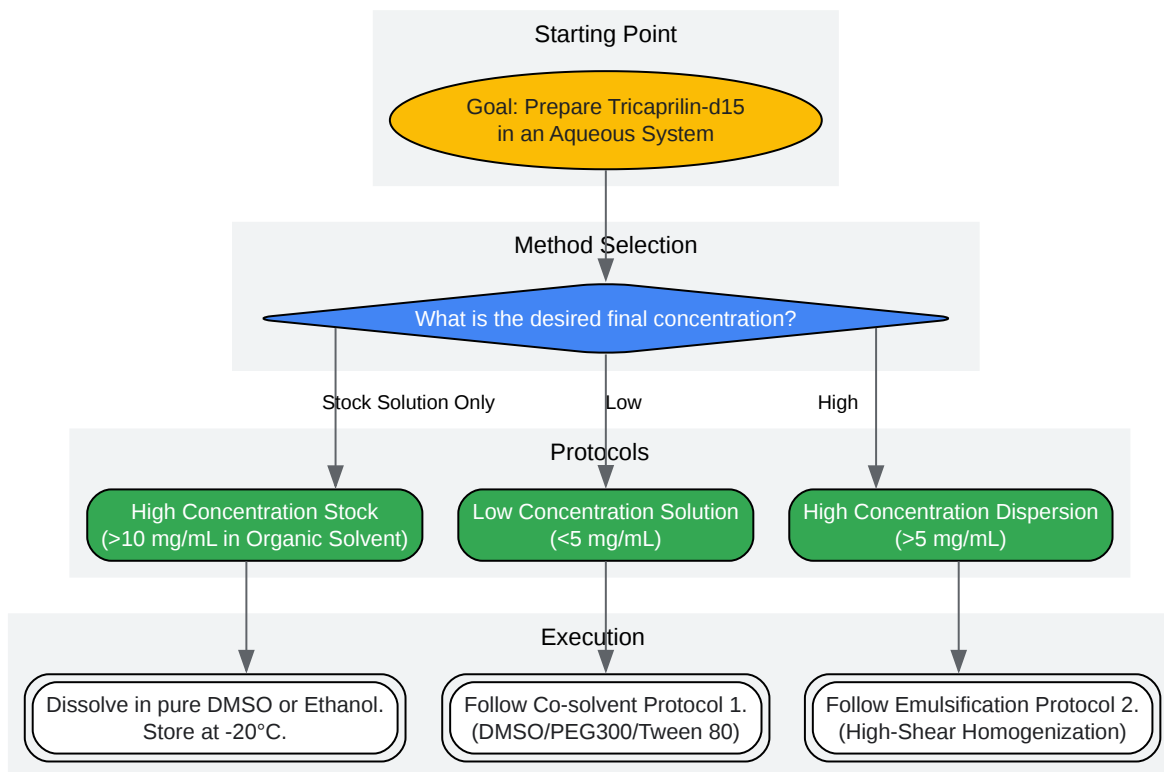 Starting Point
Goal: Prepare Tricaprilin-d15
in an Aqueous System
Method Selection
What is the desired final concentration?
Stock Solution Only
Low
High
Protocols
High Concentration Stock
(>10 mg/mL in Organic Solvent)
Low Concentration Solution
(<5 mg/mL)
High Concentration Dispersion
(>5 mg/mL)
Execution
Dissolve in pure DMSO or Ethanol.
Store at -20°C.
Follow Co-solvent Protocol 1.
(DMSO/PEG300/Tween 80)
Follow Emulsification Protocol 2.
(High-Shear Homogenization)